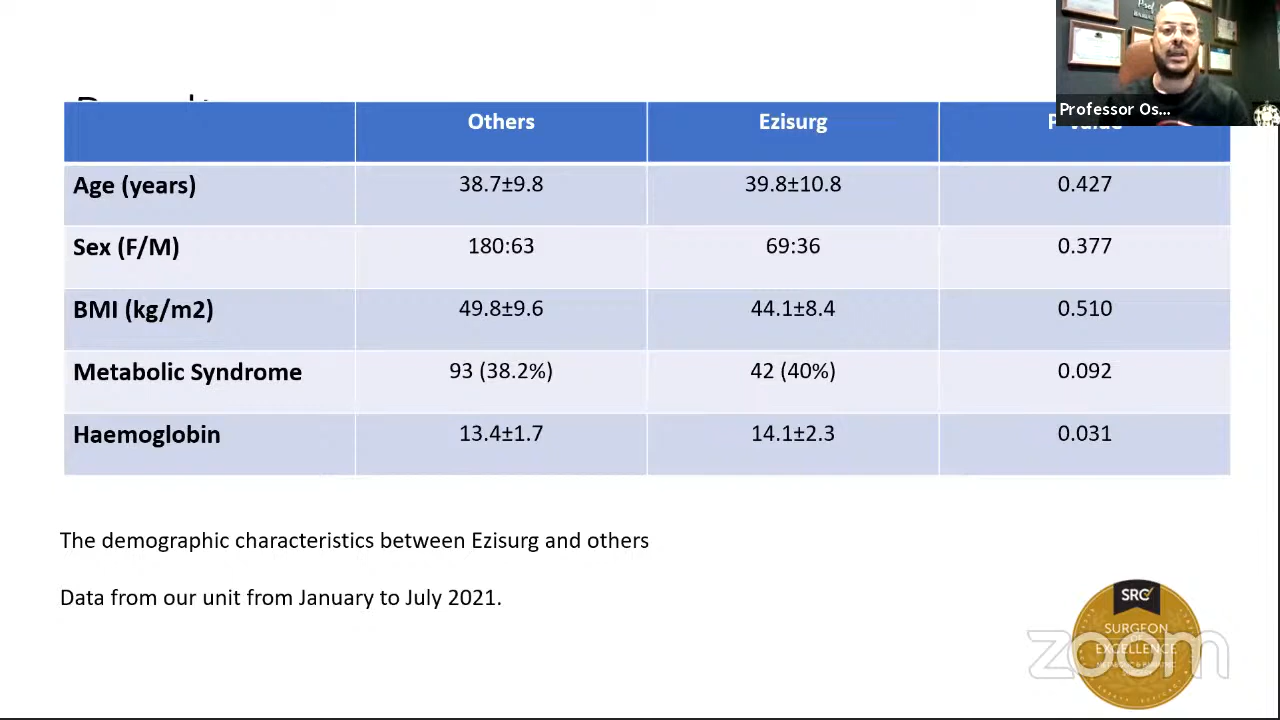 Professor Os...
Others Ezisurg
Age (years) 38.7±9.8 39.8±10.8 0.427
Sex (F/M) 180:63 69:36 0.377
BMI (kg/m2) 49.8±9.6 44.1±8.4 0.510
Metabolic Syndrome 93 (38.2%) 42 (40%) 0.092
Haemoglobin 13.4±1.7 14.1±2.3 0.031
The demographic characteristics between Ezisurg and others
Data from our unit from January to July 2021.
SRC
SURGEON
OF
EXCELLENCE
zoom